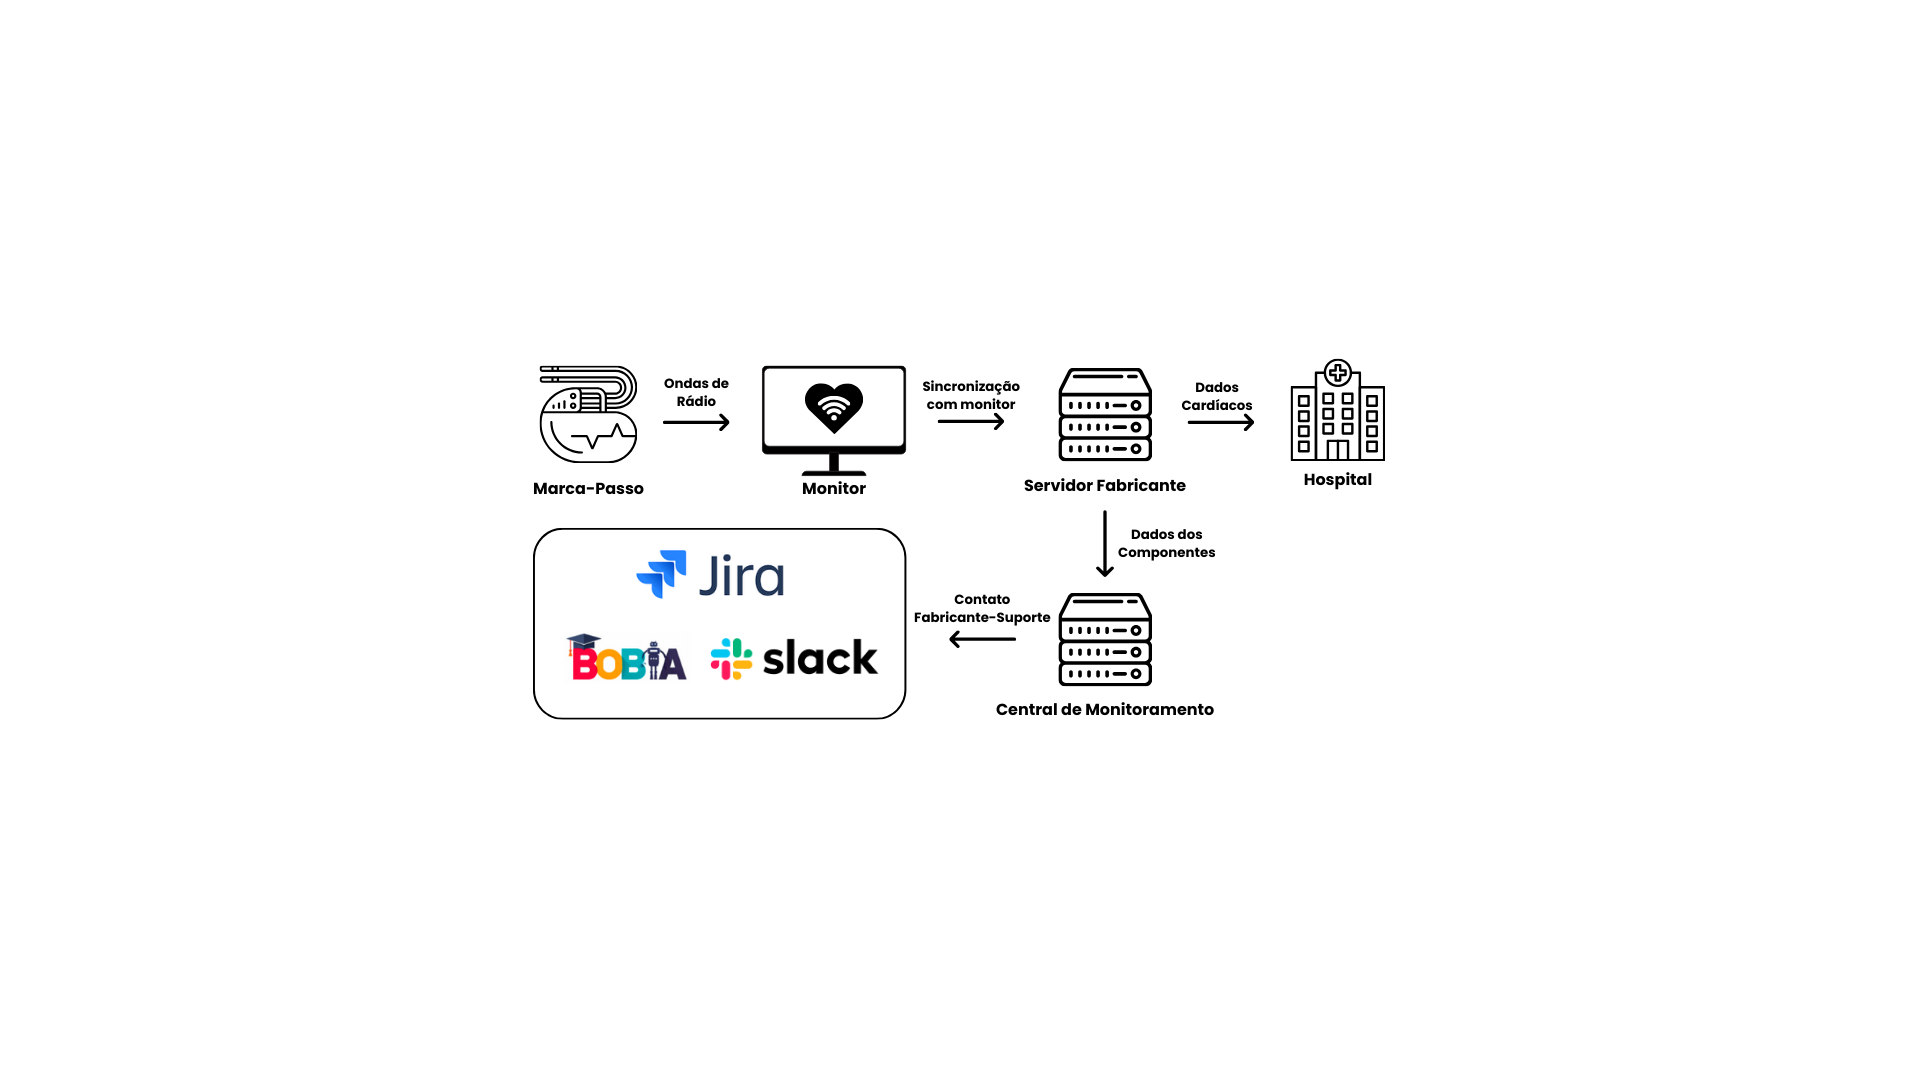 Ondas de
Rádio
Sincronização
com monitor
Dados
Cardíacos
Marca-Passo
Monitor
Servidor Fabricante
Hospital
Dados dos
Componentes
Jira
BOBIA
slack
Contato
Fabricante-Suporte
Central de Monitoramento